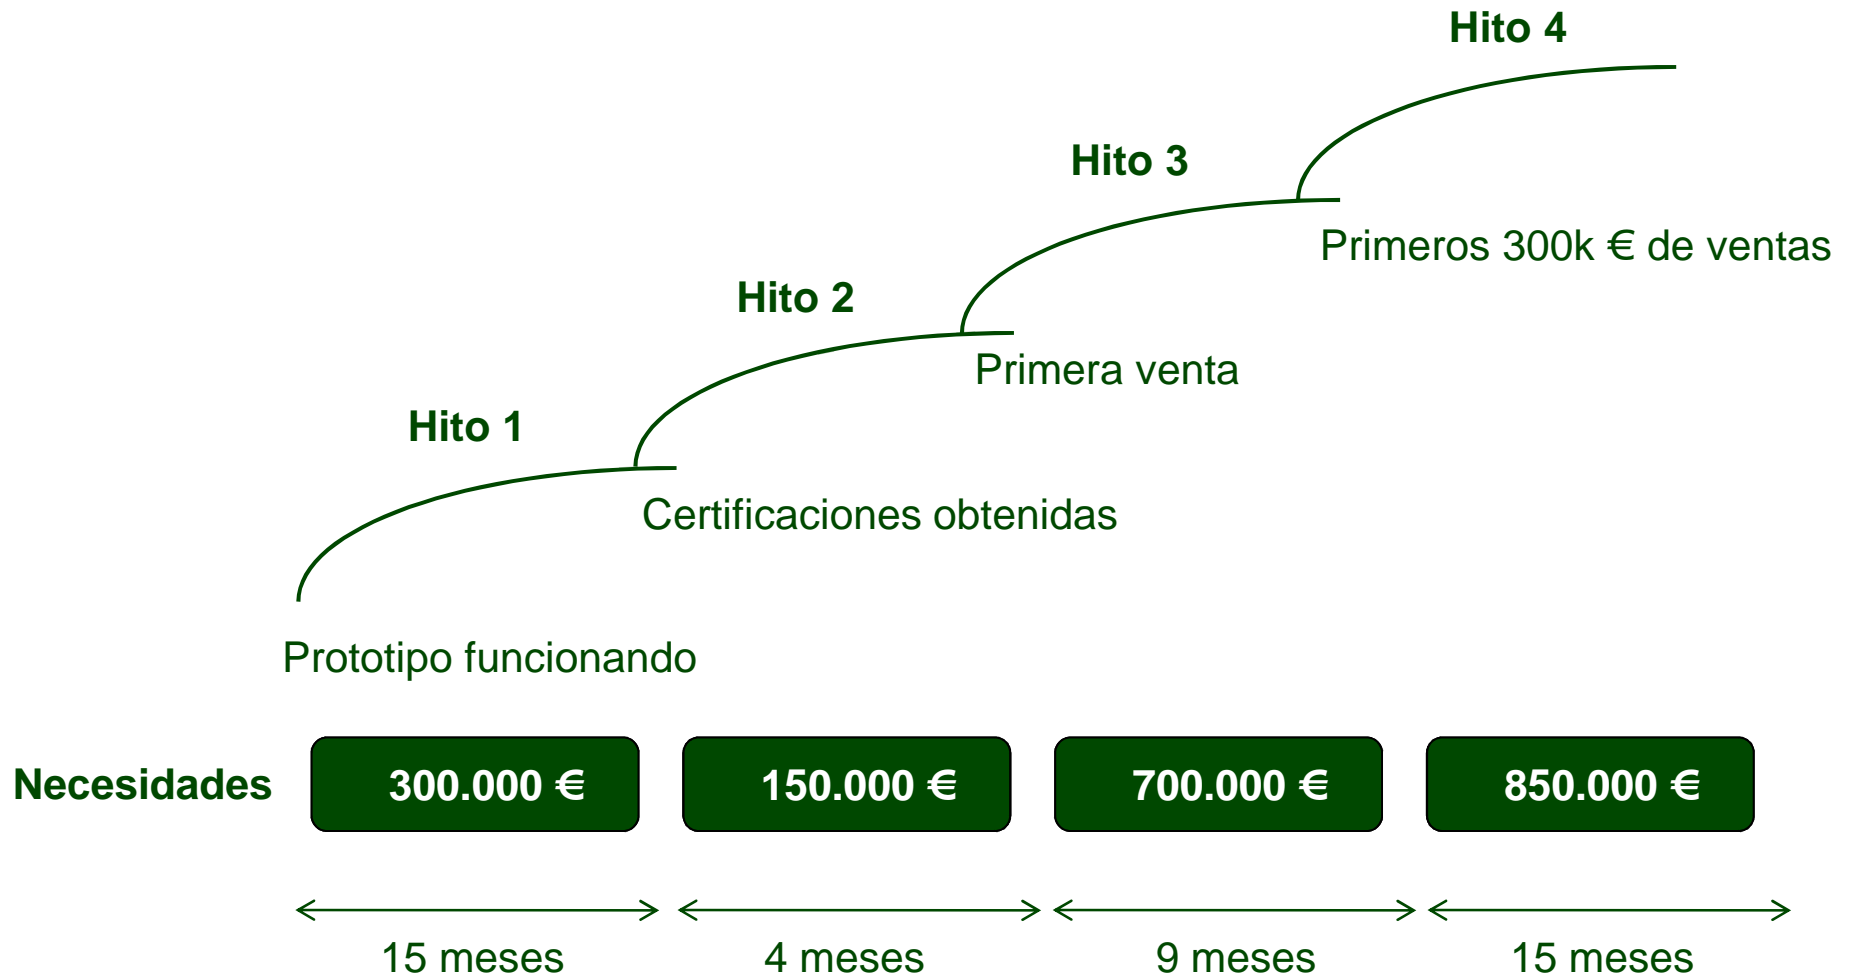 Hito 4
Hito 3
Primeros 300k € de ventas
Hito 2
Primera venta
Hito 1
Certificaciones obtenidas
Prototipo funcionando
Necesidades 300.000 € 150.000 € 700.000 € 850.000 €
15 meses 4 meses 9 meses 15 meses